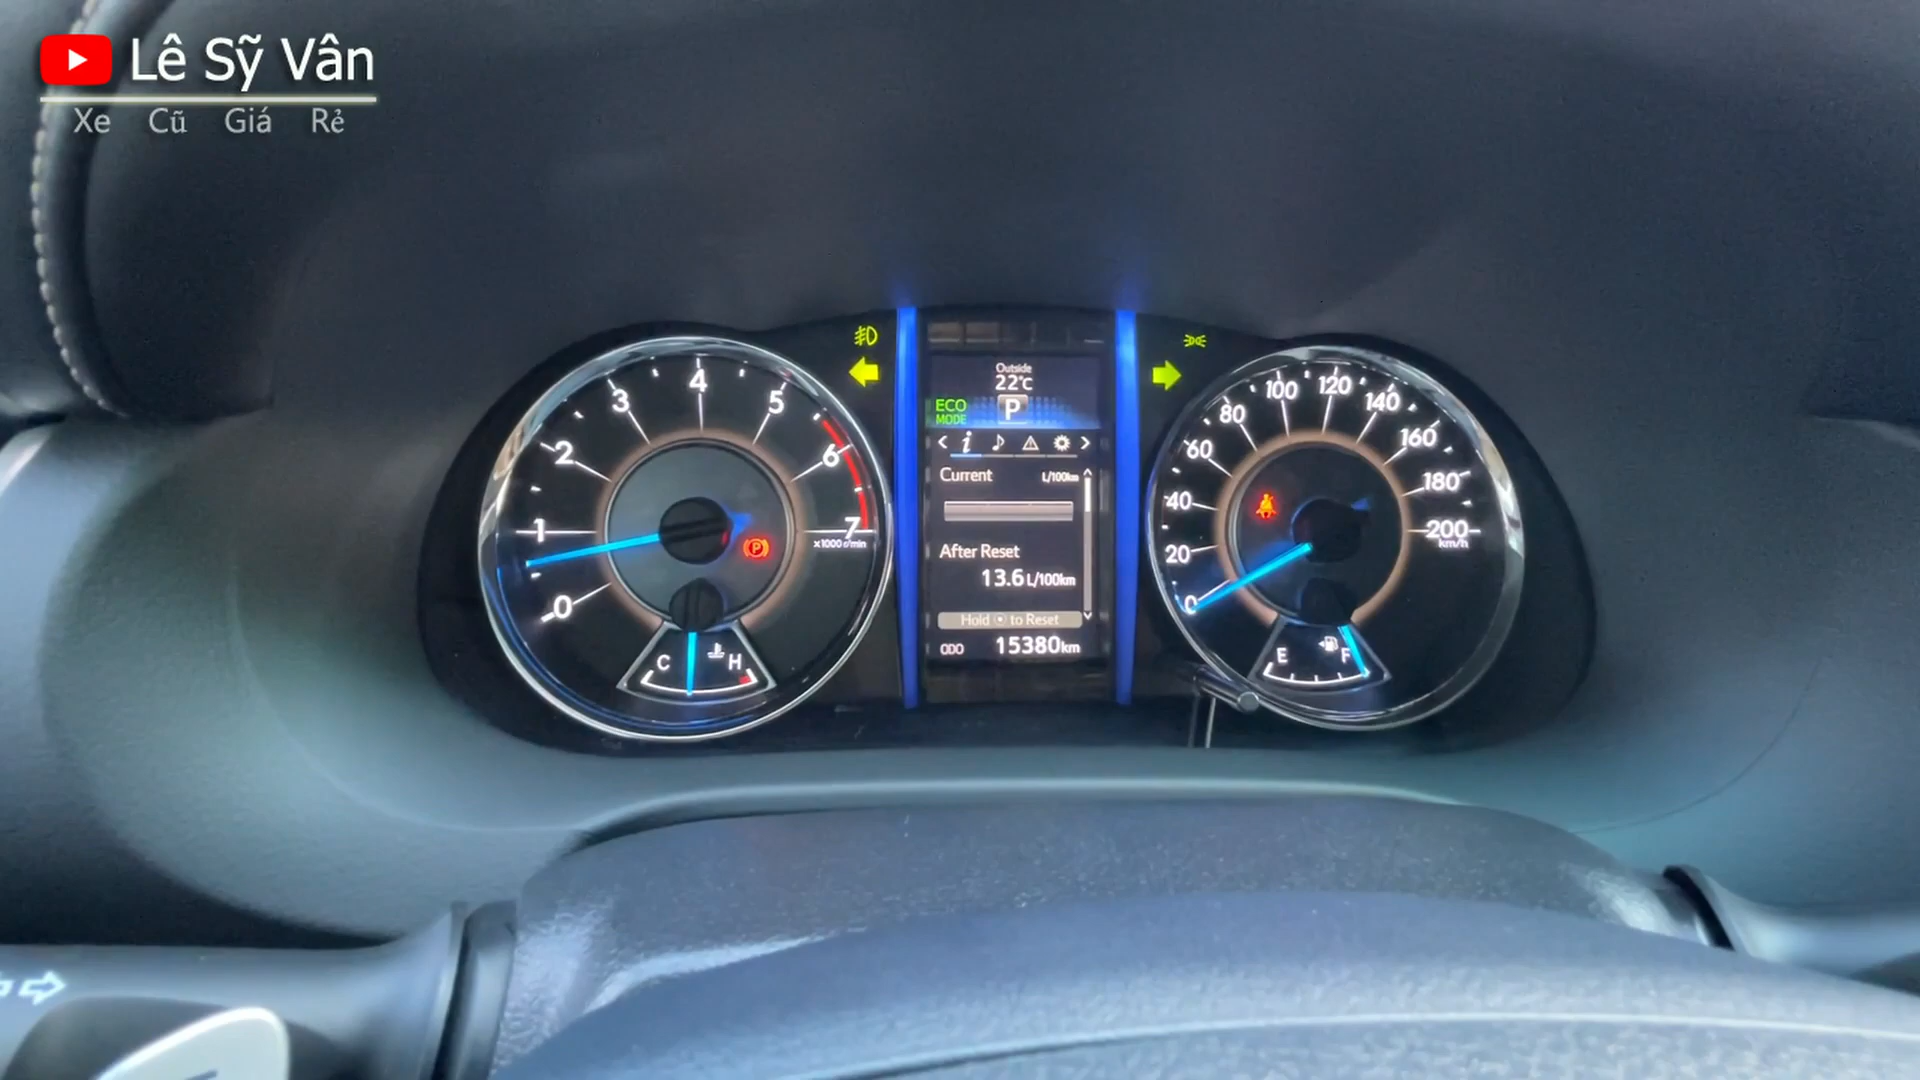 Lê Sỹ Vân
Xe Cũ Giá Rẻ
Outside
22°C
ECO
MODE
P
Current L/100km
After Reset
13.6 L/100km
Hold to Reset
ODO 15380km
0 1 2 3 4 5 6 7
x1000 r/min
P
C H
0 20 40 60 80 100 120 140 160 180 200
km/h
E F